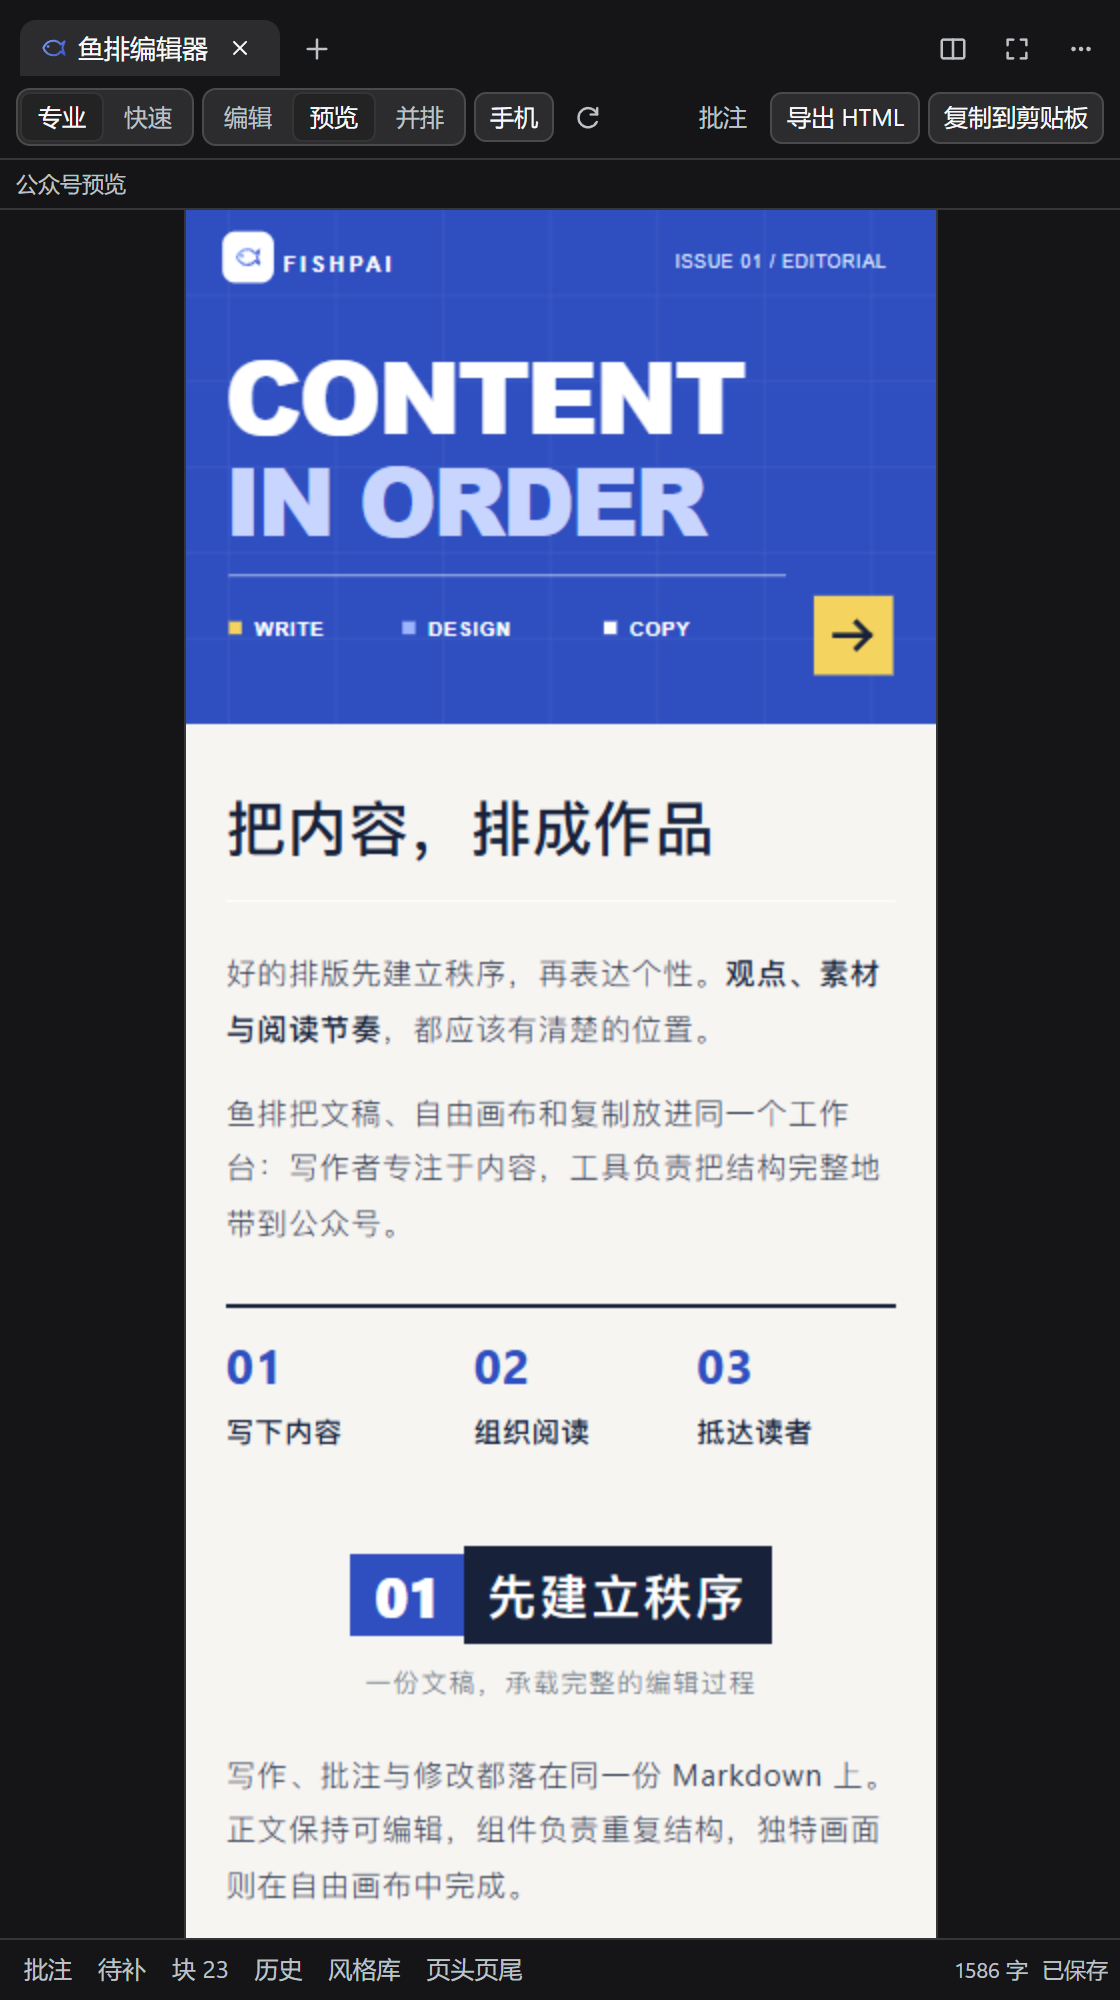 鱼排编辑器
专业 快速 编辑 预览 并排 手机 批注 导出 HTML 复制到剪贴板
公众号预览
FISHPAI
ISSUE 01 / EDITORIAL
CONTENT
IN ORDER
WRITE DESIGN COPY
把内容，排成作品
好的排版先建立秩序，再表达个性。观点、素材
与阅读节奏，都应该有清楚的位置。
鱼排把文稿、自由画布和复制放进同一个工作
台：写作者专注于内容，工具负责把结构完整地
带到公众号。
01 02 03
写下内容 组织阅读 抵达读者
01 先建立秩序
一份文稿，承载完整的编辑过程
写作、批注与修改都落在同一份 Markdown 上。
正文保持可编辑，组件负责重复结构，独特画面
则在自由画布中完成。
批注 待补 块 23 历史 风格库 页头页尾 1586 字 已保存